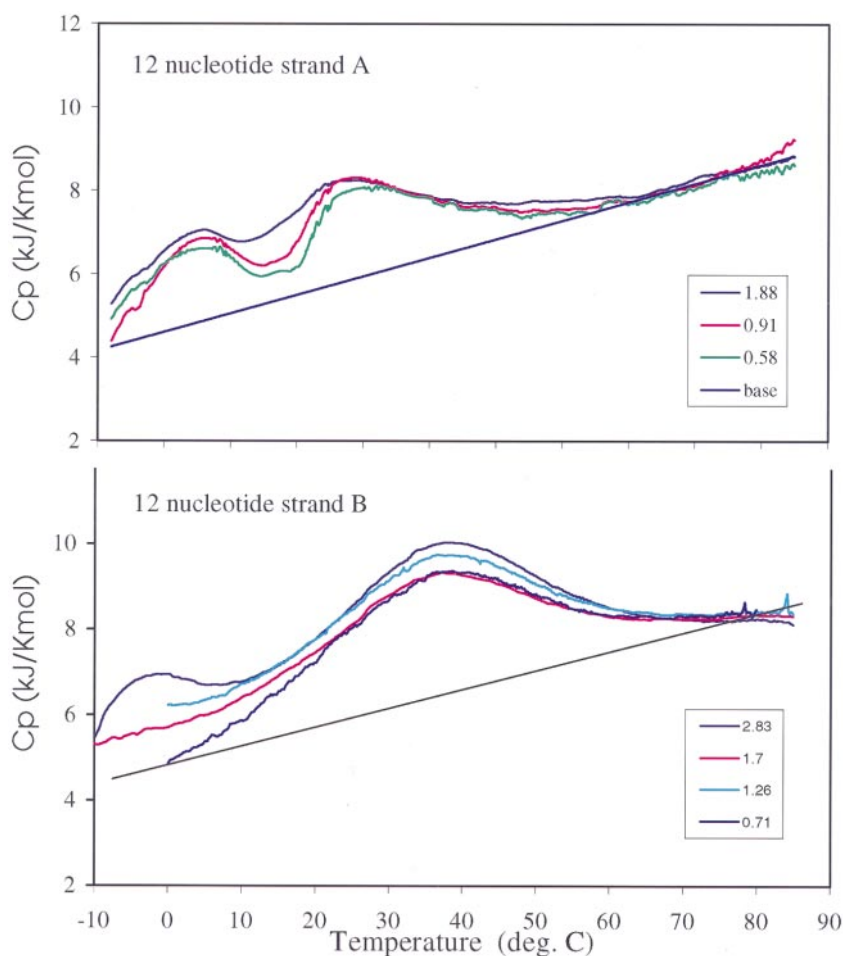 12
12 nucleotide strand A
10
8
6
4
2
Cp (kJ/Kmol)
1.88
0.91
0.58
base
12 nucleotide strand B
10
8
6
4
2
Cp (kJ/Kmol)
2.83
1.7
1.26
0.71
-10 0 10 20 30 40 50 60 70 80 90
Temperature (deg. C)